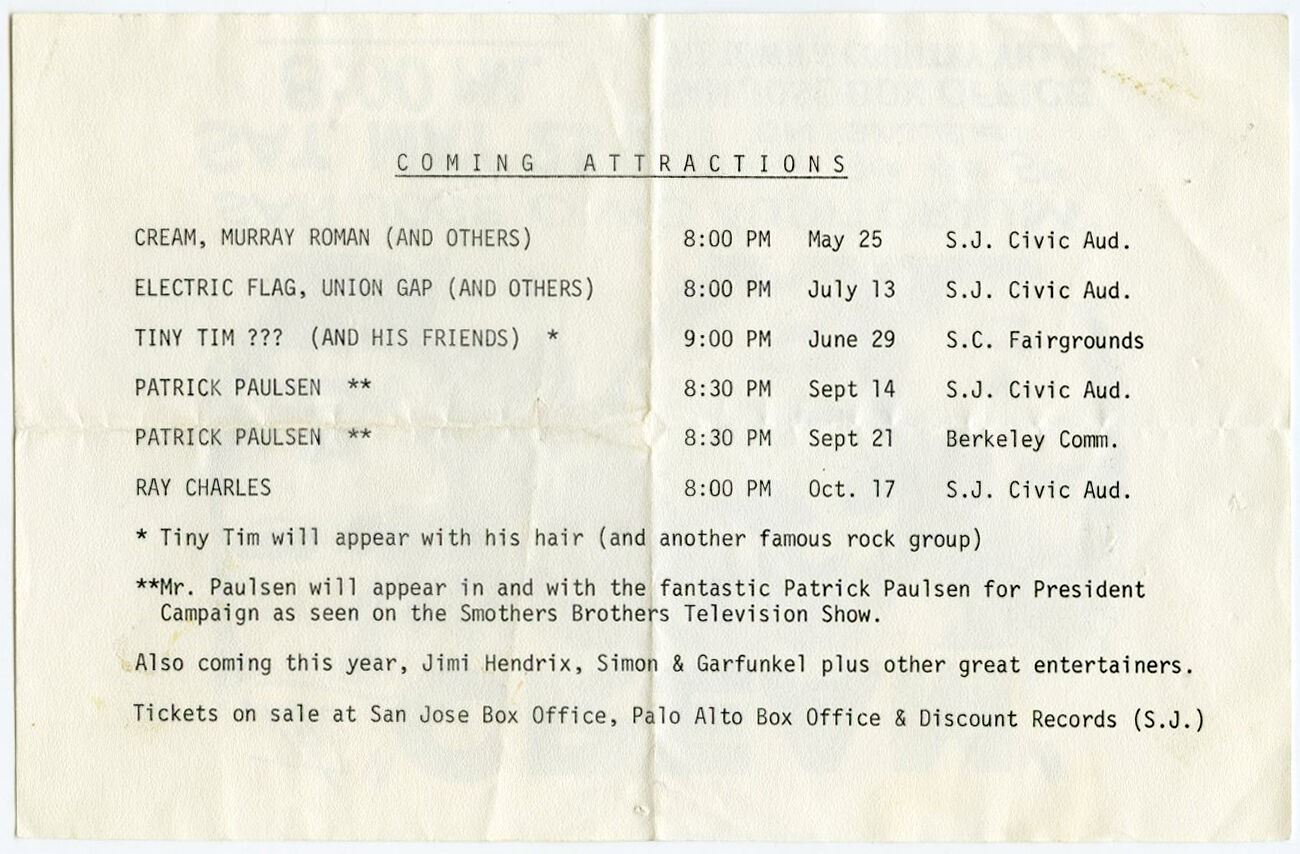 COMING ATTRACTIONS
CREAM, MURRAY ROMAN (AND OTHERS) 8:00 PM May 25 S.J. Civic Aud.
ELECTRIC FLAG, UNION GAP (AND OTHERS) 8:00 PM July 13 S.J. Civic Aud.
TINY TIM ??? (AND HIS FRIENDS) * 9:00 PM June 29 S.C. Fairgrounds
PATRICK PAULSEN ** 8:30 PM Sept 14 S.J. Civic Aud.
PATRICK PAULSEN ** 8:30 PM Sept 21 Berkeley Comm.
RAY CHARLES 8:00 PM Oct. 17 S.J. Civic Aud.
* Tiny Tim will appear with his hair (and another famous rock group)
**Mr. Paulsen will appear in and with the fantastic Patrick Paulsen for President
Campaign as seen on the Smothers Brothers Television Show.
Also coming this year, Jimi Hendrix, Simon & Garfunkel plus other great entertainers.
Tickets on sale at San Jose Box Office, Palo Alto Box Office & Discount Records (S.J.)